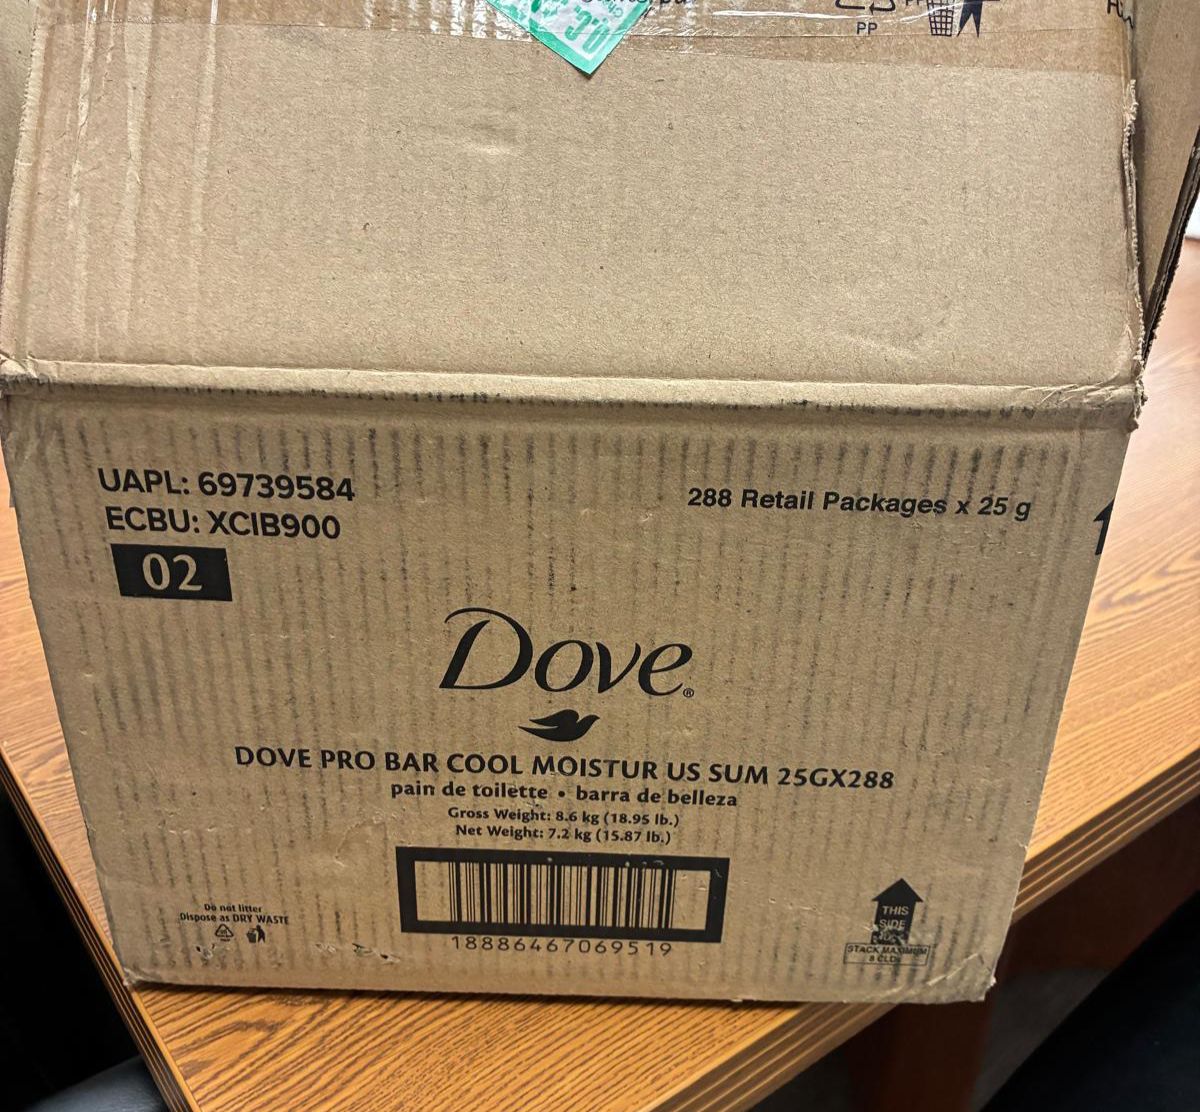 PP
UAPL: 69739584
ECBU: XCIB900
02
288 Retail Packages x 25 g
Dove®
DOVE PRO BAR COOL MOISTUR US SUM 25GX288
pain de toilette • barra de belleza
Gross Weight: 8.6 kg (18.95 lb.)
Net Weight: 7.2 kg (15.87 lb.)
18886467069519
Do not litter
Dispose as DRY WASTE
THIS
SIDE
STACK MAXIMUM